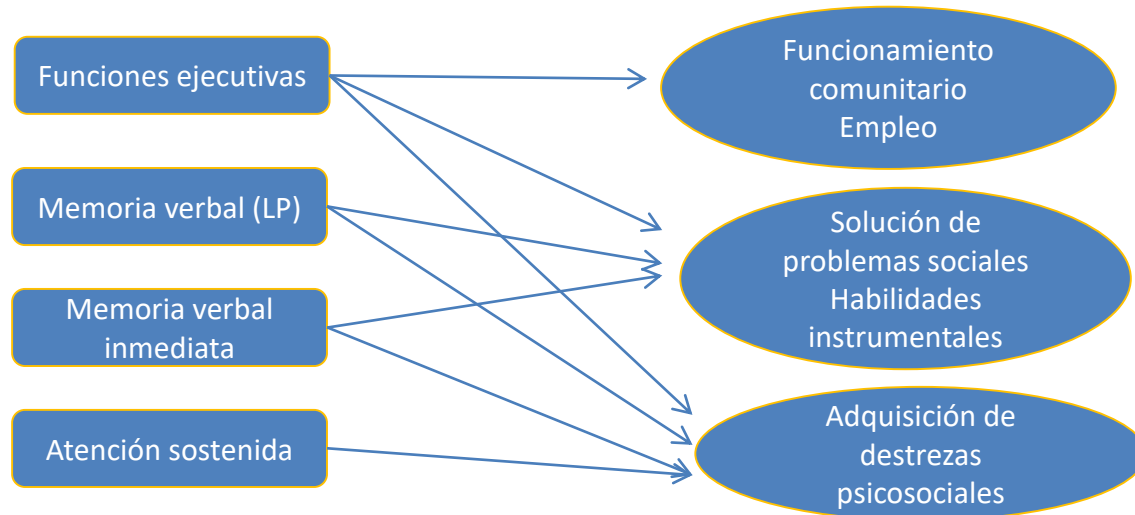 Funciones ejecutivas
Memoria verbal (LP)
Memoria verbal
inmediata
Atención sostenida
Funcionamiento
comunitario
Empleo
Solución de
problemas sociales
Habilidades
instrumentales
Adquisición de
destrezas
psicosociales